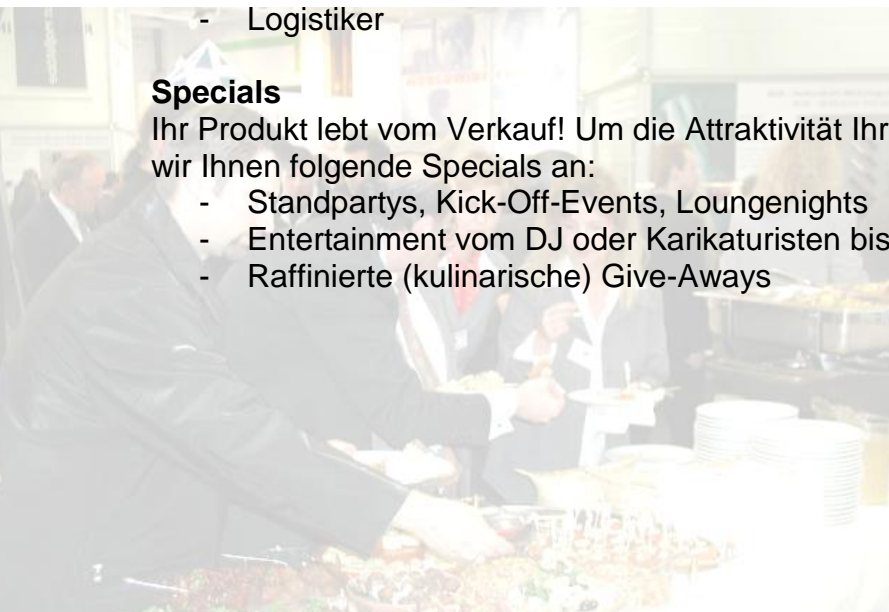 - Logistiker
Specials
Ihr Produkt lebt vom Verkauf! Um die Attraktivität Ihr
wir Ihnen folgende Specials an:
- Standpartys, Kick-Off-Events, Loungenights
- Entertainment vom DJ oder Karikaturisten bis
- Raffinierte (kulinarische) Give-Aways